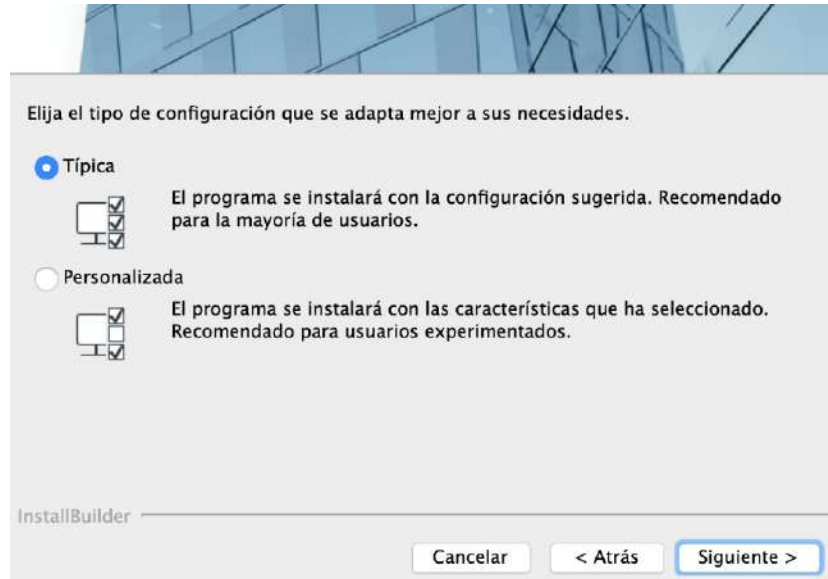 Elija el tipo de configuración que se adapta mejor a sus necesidades.
Típica
El programa se instalará con la configuración sugerida. Recomendado
para la mayoría de usuarios.
Personalizada
El programa se instalará con las características que ha seleccionado.
Recomendado para usuarios experimentados.
InstallBuilder
Cancelar
< Atrás
Siguiente >